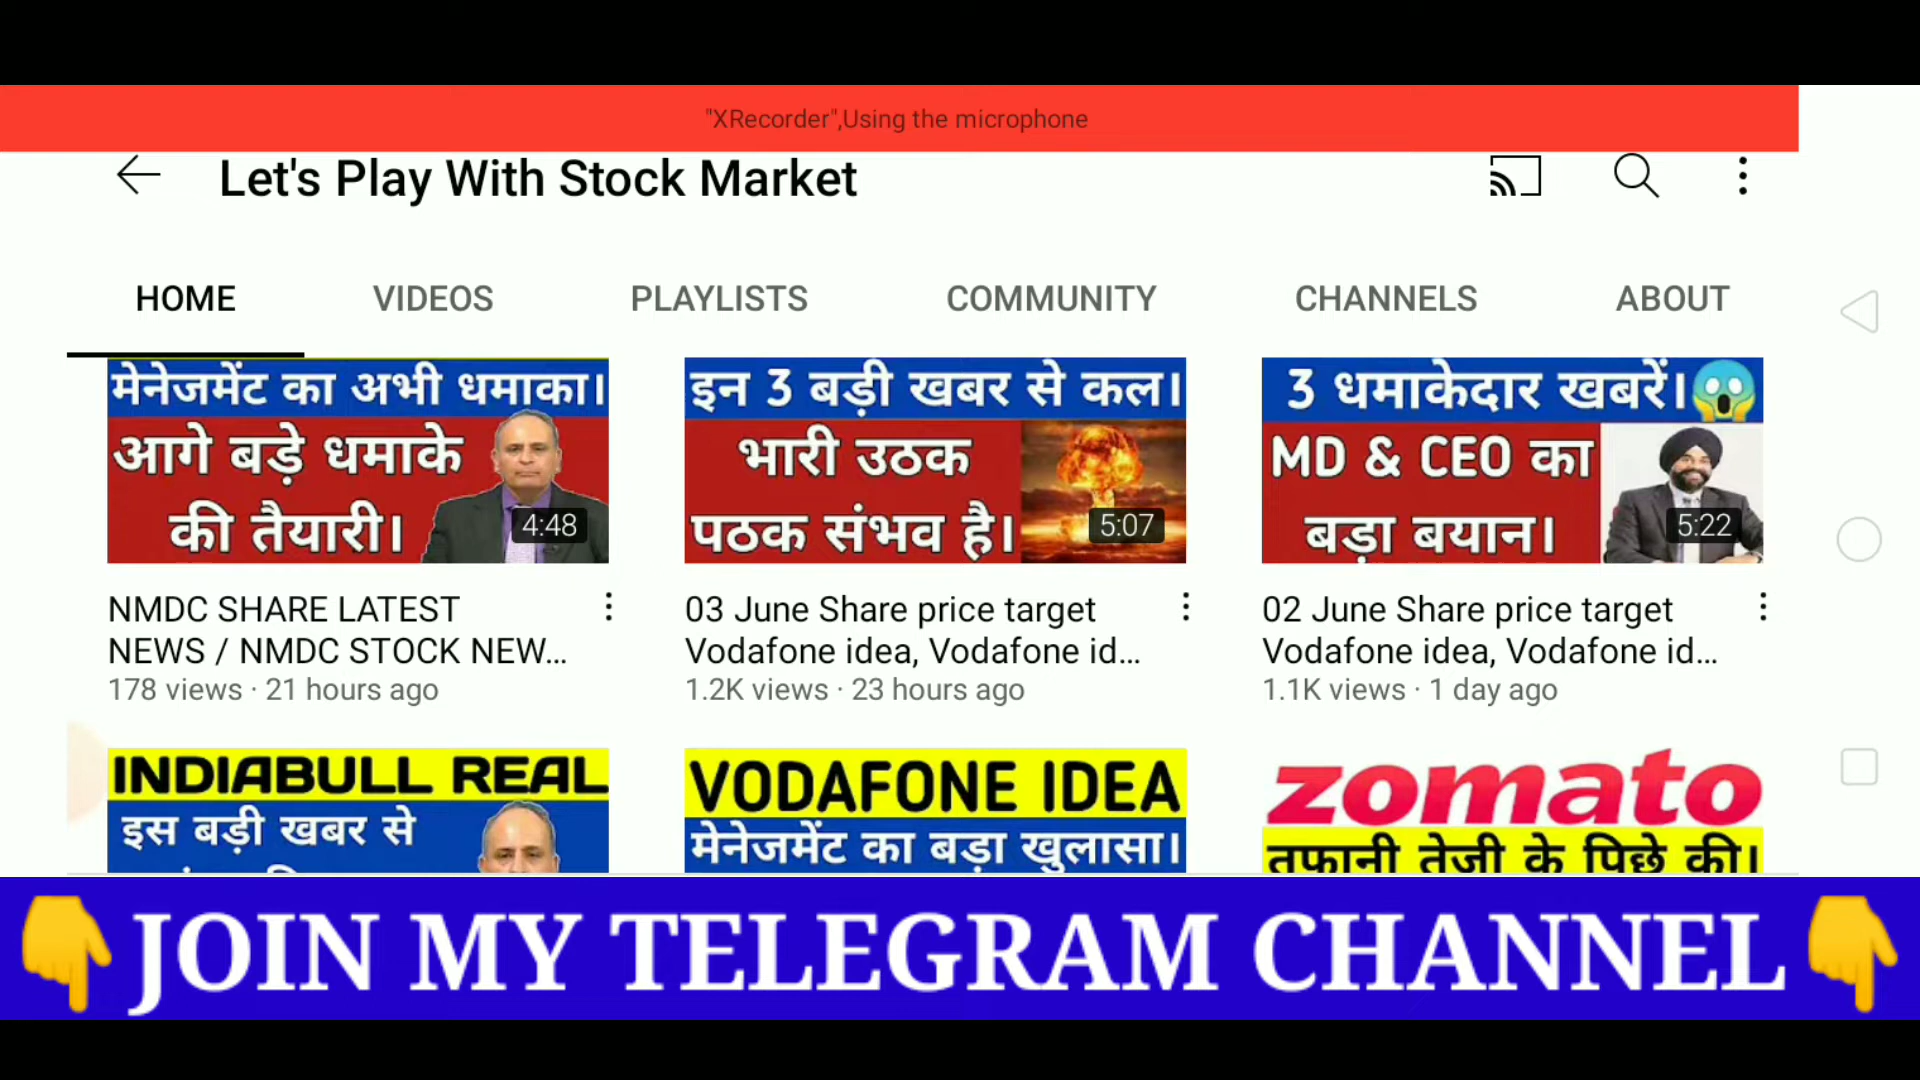 "XRecorder",Using the microphone
Let's Play With Stock Market
HOME VIDEOS PLAYLISTS COMMUNITY CHANNELS ABOUT
मेनेजमेंट का अभी धमाका।
आगे बड़े धमाके
की तैयारी।
4:48
NMDC SHARE LATEST
NEWS / NMDC STOCK NEW...
178 views · 21 hours ago
इन 3 बड़ी खबर से कल।
भारी उठक
पठक संभव है।
5:07
03 June Share price target
Vodafone idea, Vodafone id...
1.2K views · 23 hours ago
3 धमाकेदार खबरें।
MD & CEO का
बड़ा बयान।
5:22
02 June Share price target
Vodafone idea, Vodafone id...
1.1K views · 1 day ago
INDIABULL REAL
इस बड़ी खबर से
VODAFONE IDEA
मेनेजमेंट का बड़ा खुलासा।
zomato
तूफानी तेजी के पिछे की।
JOIN MY TELEGRAM CHANNEL